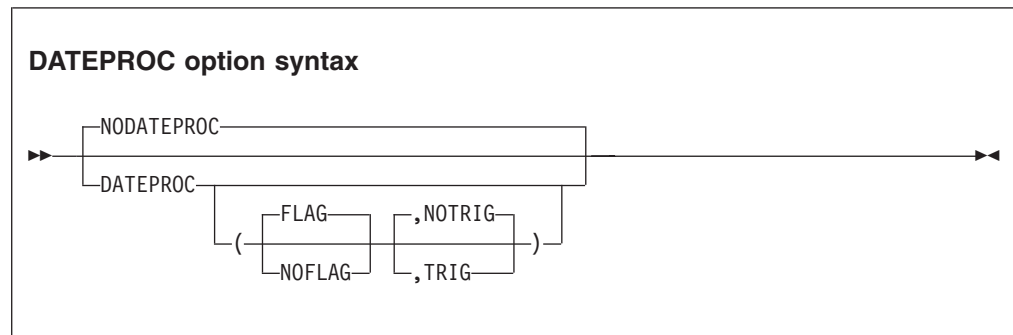 DATEPROC option syntax
NODATEPROC
DATEPROC
FLAG ,NOTRIG
( )
NOFLAG ,TRIG